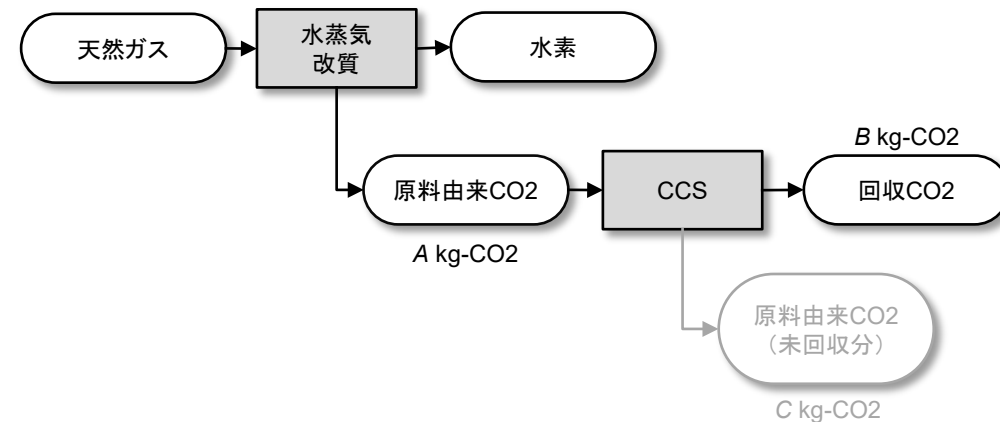 天然ガス
水蒸気
改質
水素
B kg-CO2
原料由来CO2
CCS
回収CO2
A kg-CO2
原料由来CO2
（未回収分）
C kg-CO2